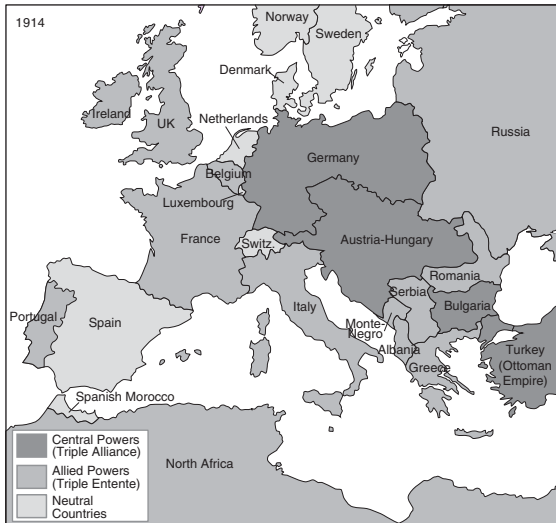 1914
Norway
Sweden
Denmark
Ireland
UK
Netherlands
Russia
Germany
Belgium
Luxembourg
France
Switz.
Austria-Hungary
Romania
Serbia
Italy
Bulgaria
Monte-
Negro
Portugal
Spain
Albania
Greece
Turkey
(Ottoman
Empire)
Spanish Morocco
North Africa
Central Powers
(Triple Alliance)
Allied Powers
(Triple Entente)
Neutral
Countries